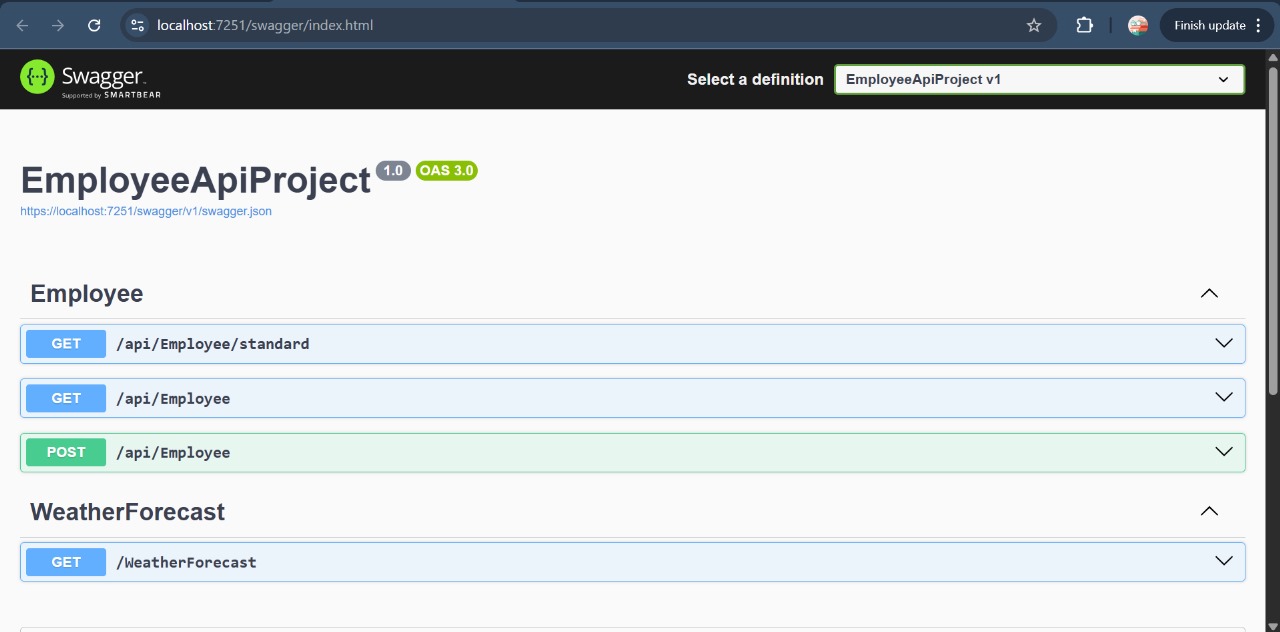 localhost:7251/swagger/index.html
Finish update
Swagger
Supported by SMARTBEAR
Select a definition
EmployeeApiProject v1
EmployeeApiProject 1.0 OAS 3.0
https://localhost:7251/swagger/v1/swagger.json
Employee
GET /api/Employee/standard
GET /api/Employee
POST /api/Employee
WeatherForecast
GET /WeatherForecast